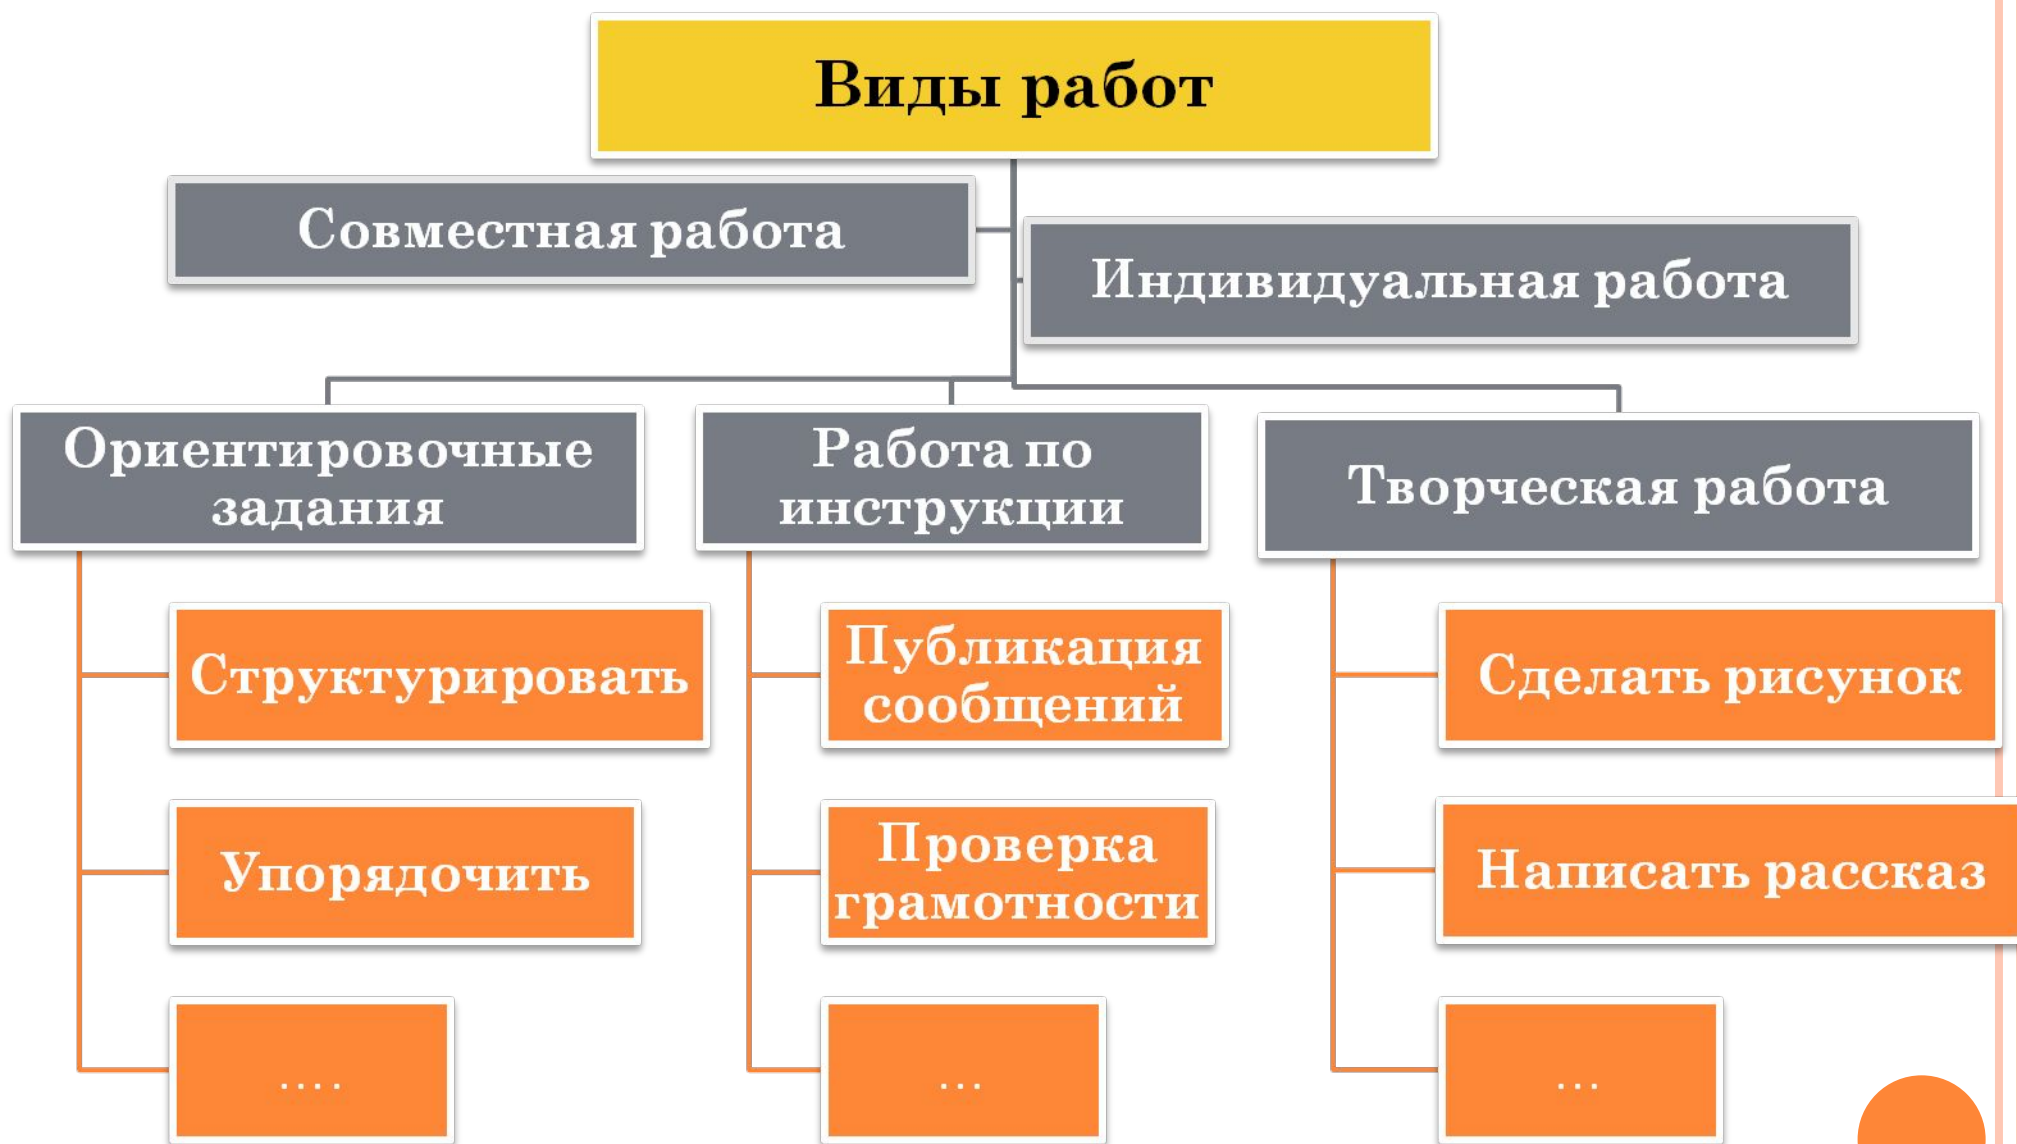 Виды работ
Совместная работа
Индивидуальная работа
Ориентировочные
задания
Работа по
инструкции
Творческая работа
Структурировать
Публикация
сообщений
Сделать рисунок
Упорядочить
Проверка
грамотности
Написать рассказ
....
...
...